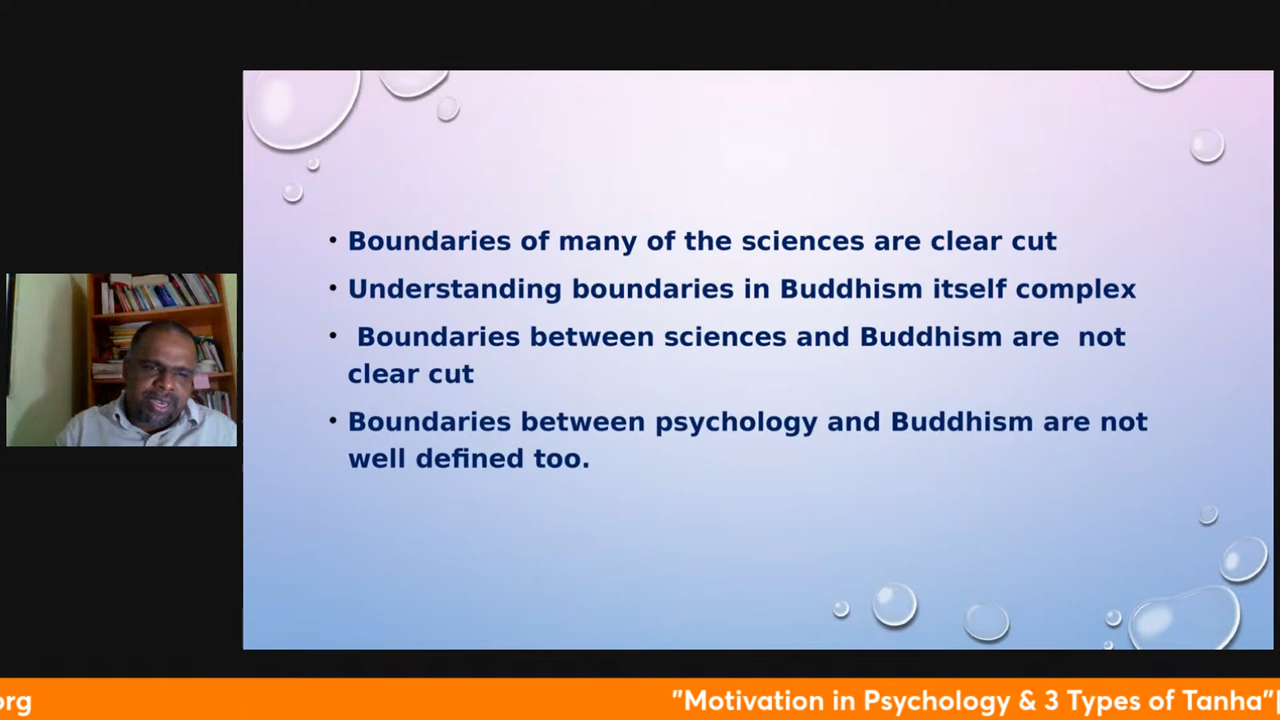 • Boundaries of many of the sciences are clear cut
• Understanding boundaries in Buddhism itself complex
• Boundaries between sciences and Buddhism are not
clear cut
• Boundaries between psychology and Buddhism are not
well defined too.
org
"Motivation in Psychology & 3 Types of Tanha"